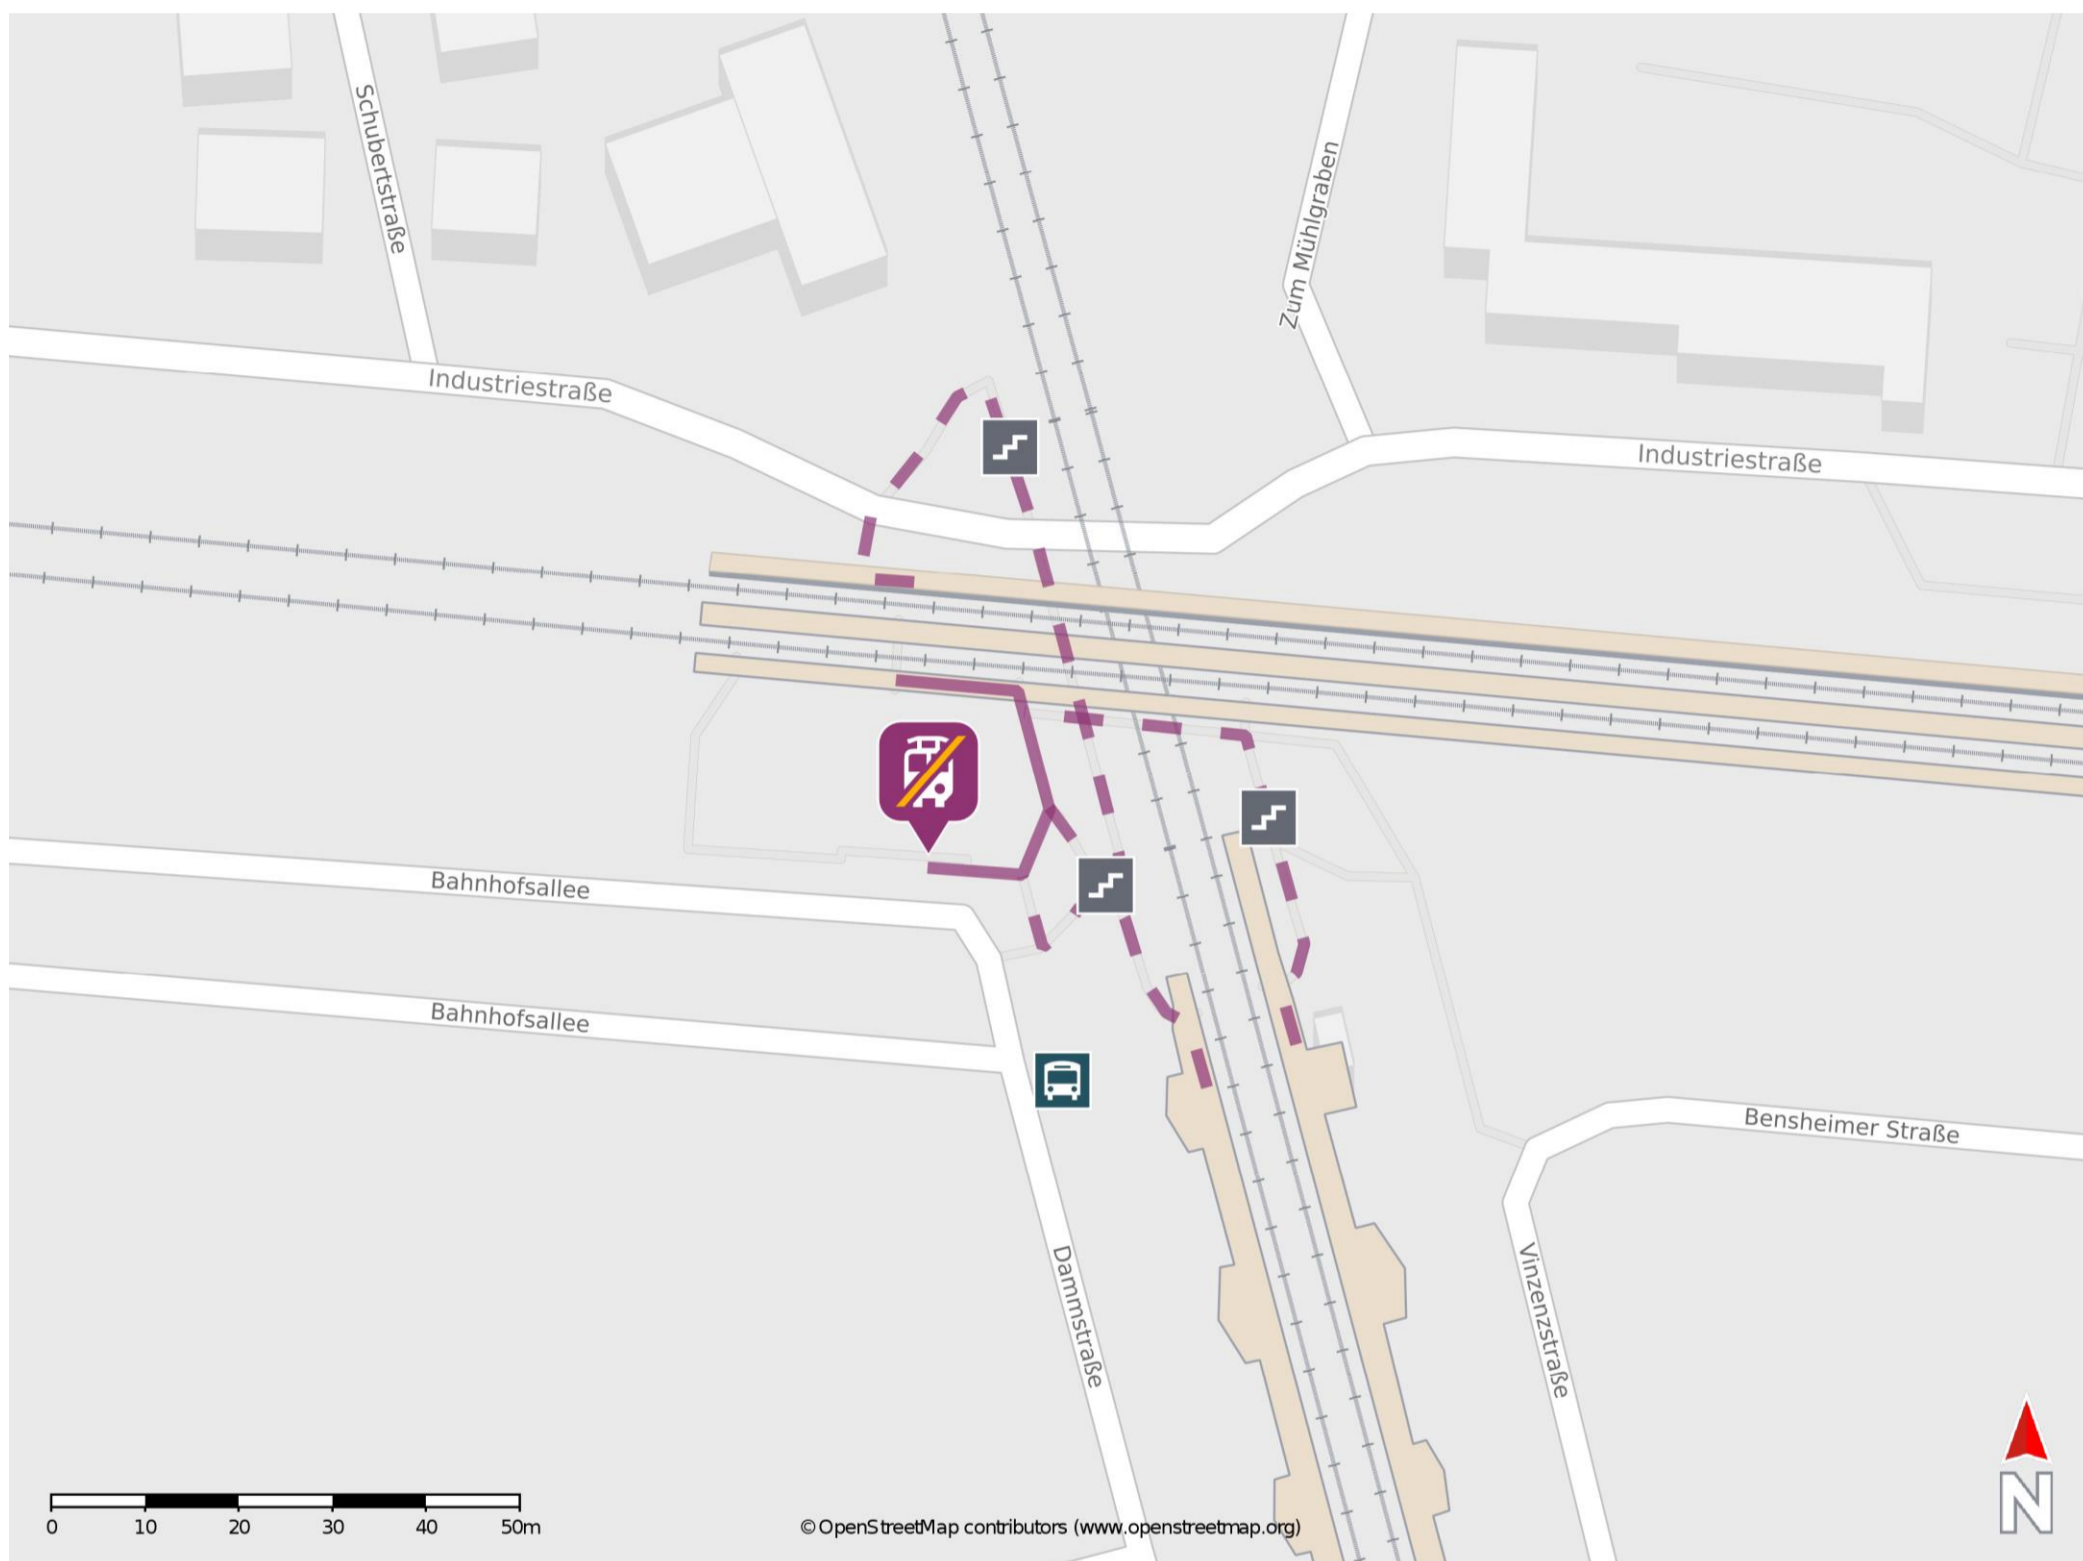 Schubertstraße
Zum Mühlgraben
Industriestraße
Industriestraße
Bahnhofsallee
Bahnhofsallee
Bensheimer Straße
Dammstraße
Vinzenzstraße
N
0 10 20 30 40 50m
© OpenStreetMap contributors (www.openstreetmap.org)